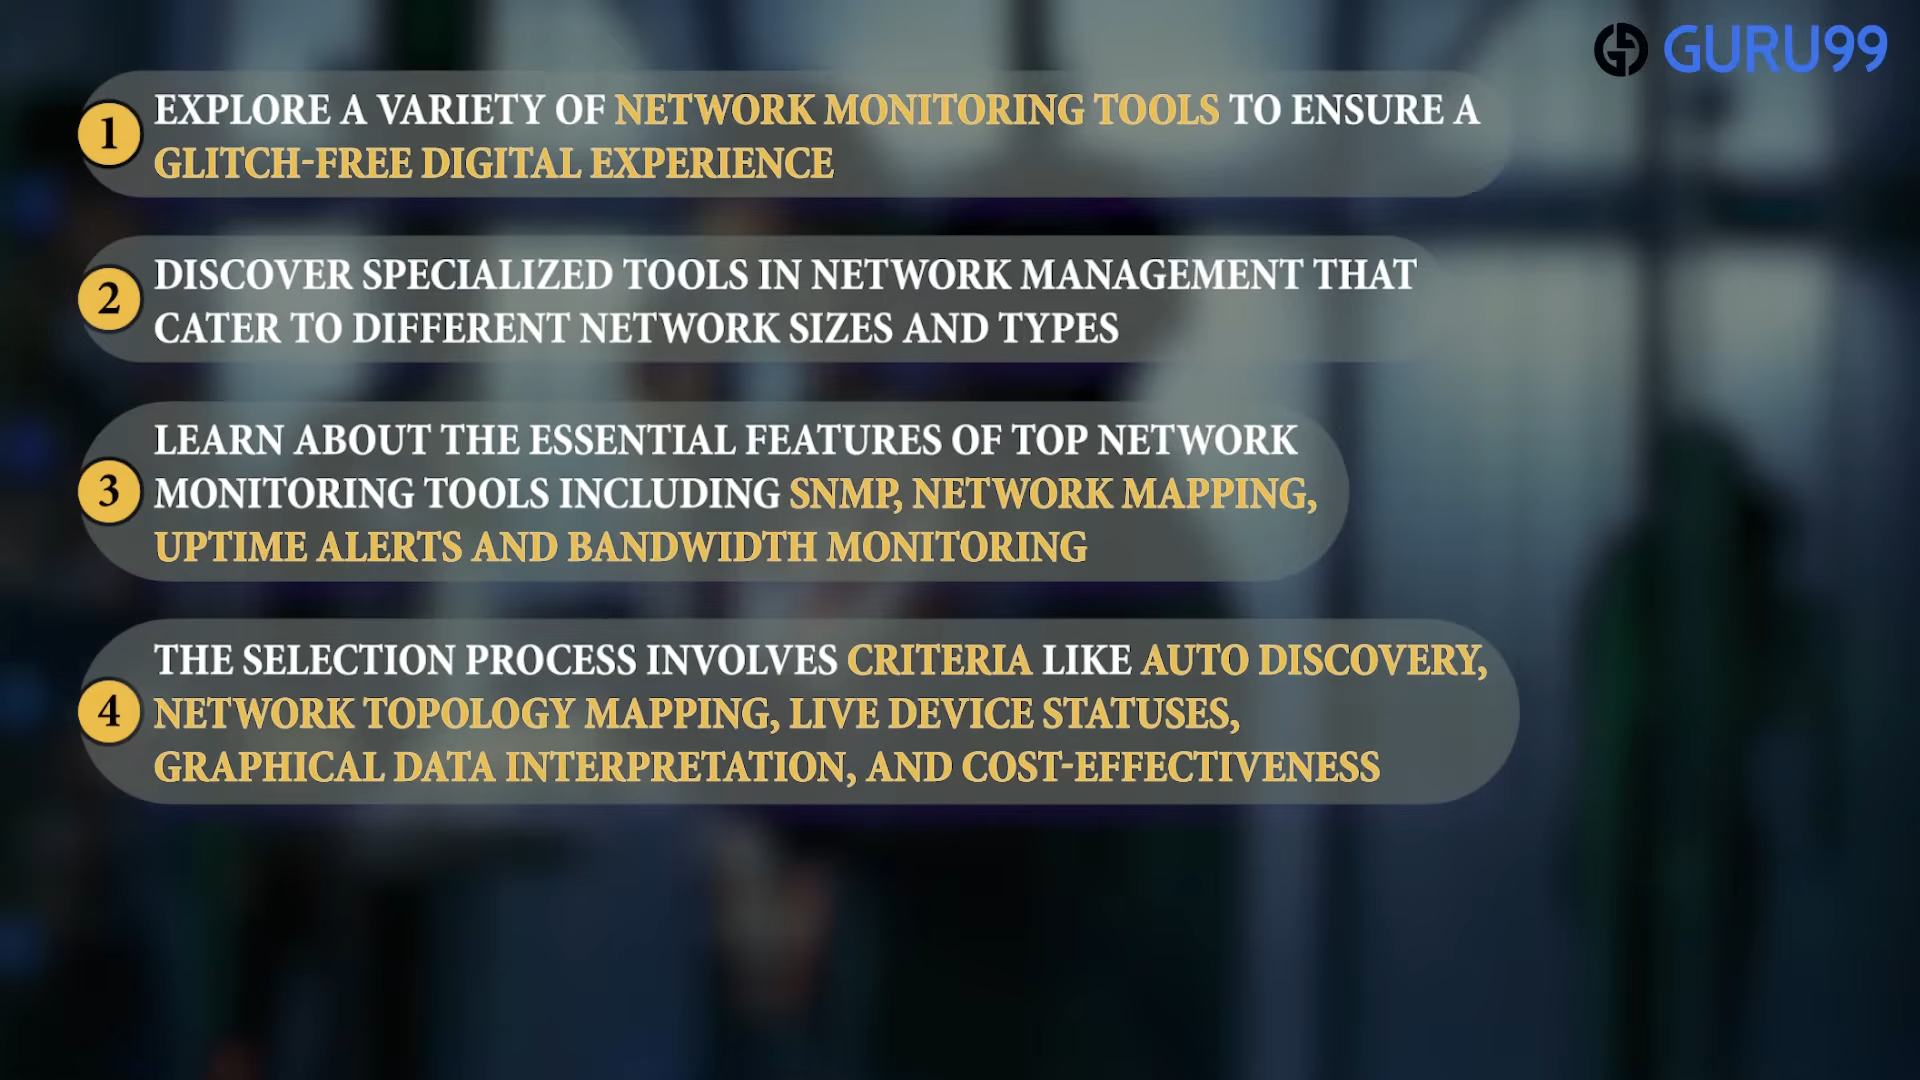 GURU99
1
EXPLORE A VARIETY OF NETWORK MONITORING TOOLS TO ENSURE A
GLITCH-FREE DIGITAL EXPERIENCE
2
DISCOVER SPECIALIZED TOOLS IN NETWORK MANAGEMENT THAT
CATER TO DIFFERENT NETWORK SIZES AND TYPES
3
LEARN ABOUT THE ESSENTIAL FEATURES OF TOP NETWORK
MONITORING TOOLS INCLUDING SNMP, NETWORK MAPPING,
UPTIME ALERTS AND BANDWIDTH MONITORING
4
THE SELECTION PROCESS INVOLVES CRITERIA LIKE AUTO DISCOVERY,
NETWORK TOPOLOGY MAPPING, LIVE DEVICE STATUSES,
GRAPHICAL DATA INTERPRETATION, AND COST-EFFECTIVENESS